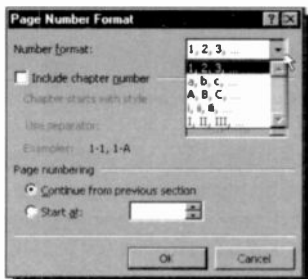 Page Number Format
Number format: 1, 2, 3, ...
1, 2, 3, ...
a, b, c, ...
A, B, C, ...
i, ii, iii, ...
I, II, III, ...
Include chapter number
Chapter starts with style
Use separator:
Examples: 1-1, 1-A
Page numbering
Continue from previous section
Start at:
OK
Cancel